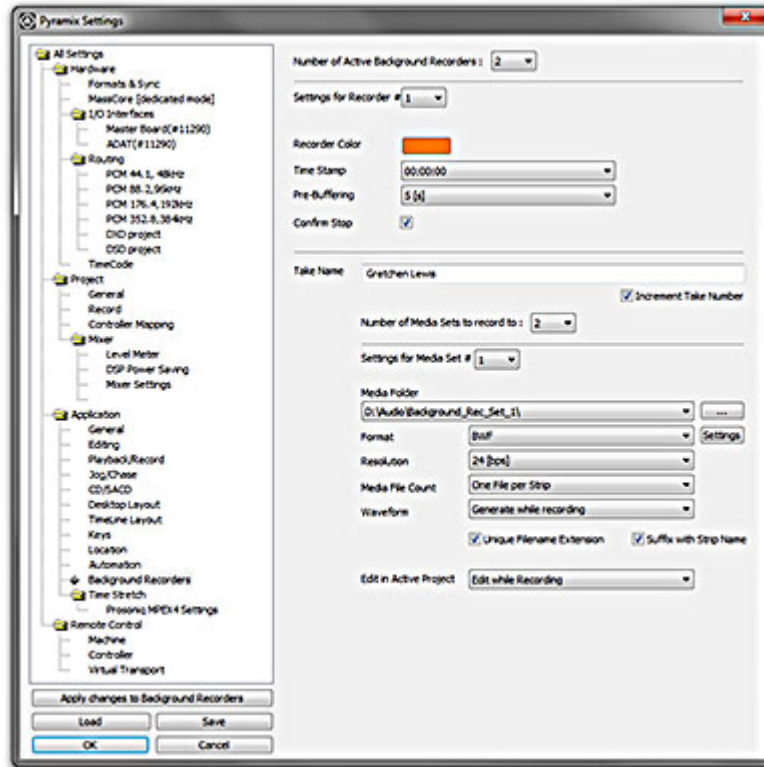 Pyramix Settings
All Settings
Hardware
Formats & Sync
MassCore [dedicated mode]
I/O Interfaces
Master Board(#11290)
ADAT(#11290)
Routing
PCM 44.1, 48kHz
PCM 88.2,96kHz
PCM 176.4,192kHz
PCM 352.8,384kHz
DXD project
DSD project
TimeCode
Project
General
Record
Controller Mapping
Mixer
Level Meter
DSP Power Saving
Mixer Settings
Application
General
Editing
Playback/Record
Jog/Chase
CD/SACD
Desktop Layout
TimeLine Layout
Keys
Location
Automation
Background Recorders
Time Stretch
Prosoniq MPEX4 Settings
Remote Control
Machine
Controller
Virtual Transport
Apply changes to Background Recorders
Load Save
OK Cancel
Number of Active Background Recorders : 2
Settings for Recorder # 1
Recorder Color
Time Stamp 00:00:00
Pre-Buffering 5 [s]
Confirm Stop
Take Name Gretchen Lewis
Increment Take Number
Number of Media Sets to record to : 2
Settings for Media Set # 1
Media Folder
D:\Audio\Background_Rec_Set_1\ ...
Format BWF Settings
Resolution 24 [bps]
Media File Count One File per Strip
Waveform Generate while recording
Unique Filename Extension Suffix with Strip Name
Edit in Active Project Edit while Recording